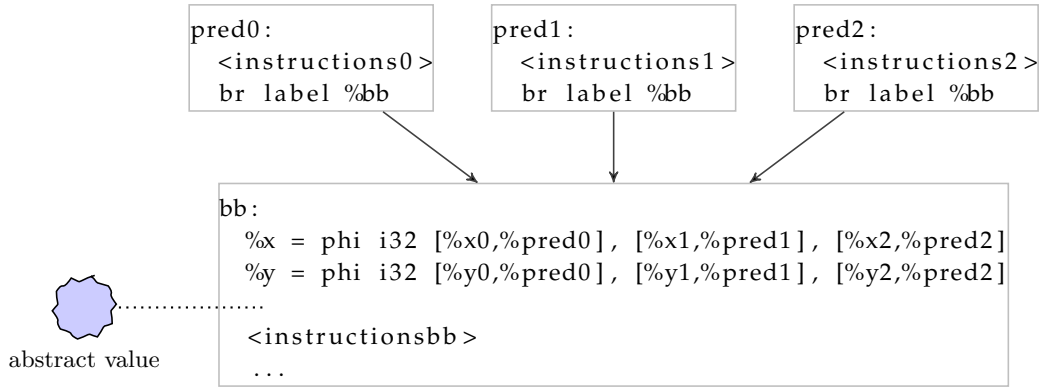 pred0:
<instructions0>
br label %bb
pred1:
<instructions1>
br label %bb
pred2:
<instructions2>
br label %bb
bb:
%x = phi i32 [%x0,%pred0], [%x1,%pred1], [%x2,%pred2]
%y = phi i32 [%y0,%pred0], [%y1,%pred1], [%y2,%pred2]
<instructionsbb>
...
abstract value